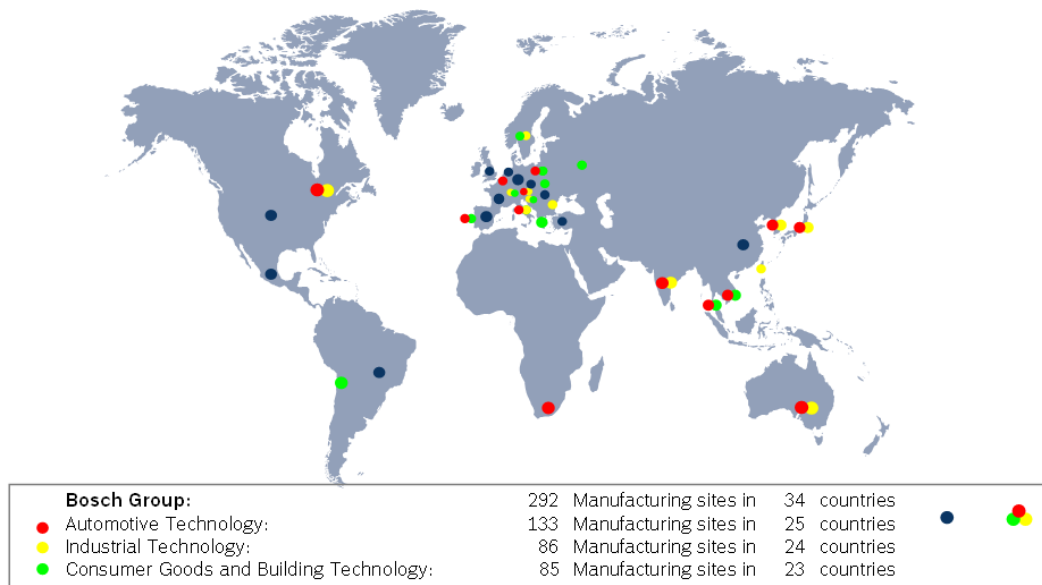 Bosch Group: 292 Manufacturing sites in 34 countries
Automotive Technology: 133 Manufacturing sites in 25 countries
Industrial Technology: 86 Manufacturing sites in 24 countries
Consumer Goods and Building Technology: 85 Manufacturing sites in 23 countries